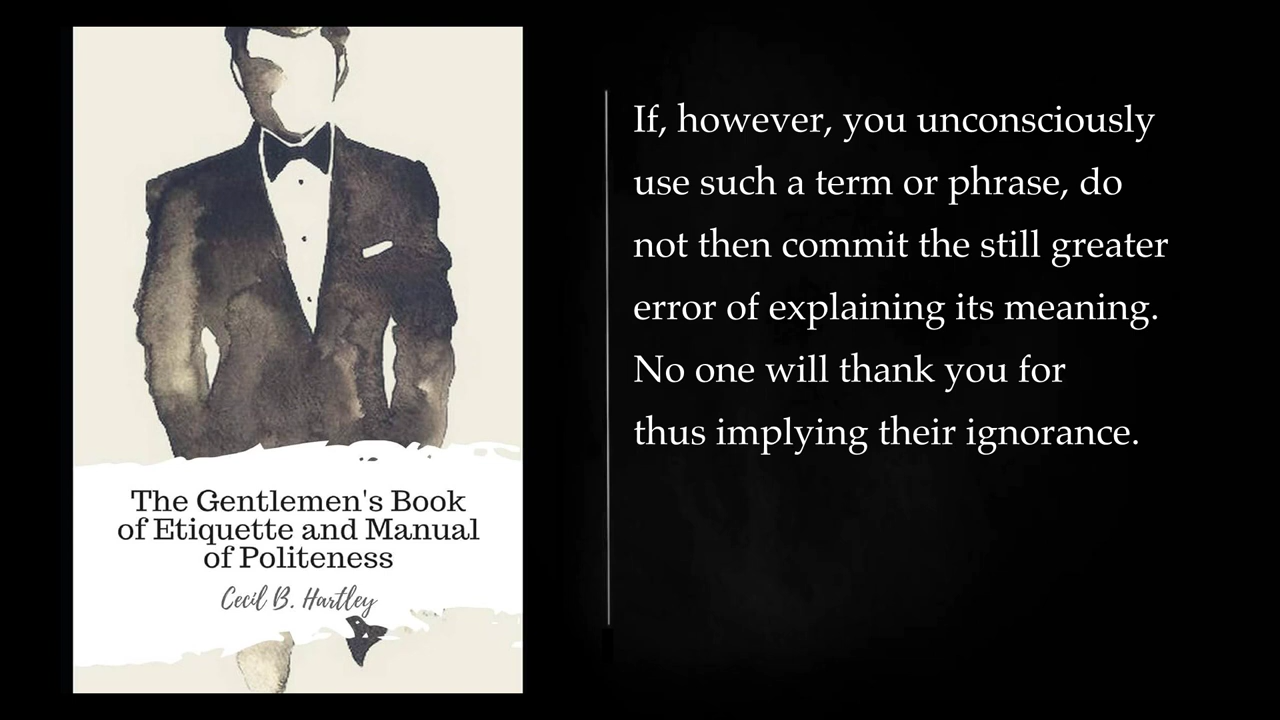 The Gentlemen's Book
of Etiquette and Manual
of Politeness
Cecil B. Hartley
If, however, you unconsciously
use such a term or phrase, do
not then commit the still greater
error of explaining its meaning.
No one will thank you for
thus implying their ignorance.